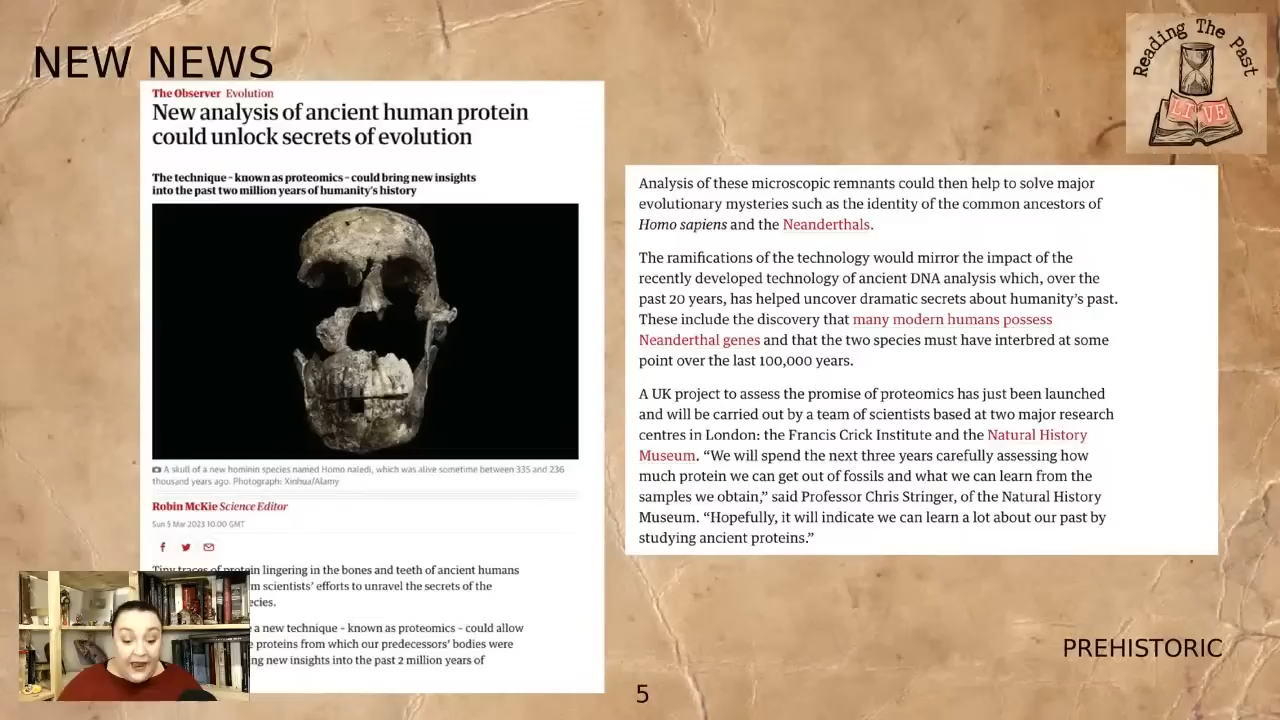 NEW NEWS
The Observer Evolution
New analysis of ancient human protein
could unlock secrets of evolution
The technique – known as proteomics – could bring new insights
into the past two million years of humanity's history
A skull of a new hominin species named Homo naledi, which was alive sometime between 335 and 236
thousand years ago. Photograph: Xinhua/Alamy
Robin McKie Science Editor
Sun 5 Mar 2023 10.00 GMT
Tiny traces of protein lingering in the bones and teeth of ancient humans
scientists' efforts to unravel the secrets of the
a new technique – known as proteomics – could allow
proteins from which our predecessors' bodies were
new insights into the past 2 million years of
Reading The Past
LIVE
Analysis of these microscopic remnants could then help to solve major
evolutionary mysteries such as the identity of the common ancestors of
Homo sapiens and the Neanderthals.
The ramifications of the technology would mirror the impact of the
recently developed technology of ancient DNA analysis which, over the
past 20 years, has helped uncover dramatic secrets about humanity's past.
These include the discovery that many modern humans possess
Neanderthal genes and that the two species must have interbred at some
point over the last 100,000 years.
A UK project to assess the promise of proteomics has just been launched
and will be carried out by a team of scientists based at two major research
centres in London: the Francis Crick Institute and the Natural History
Museum. “We will spend the next three years carefully assessing how
much protein we can get out of fossils and what we can learn from the
samples we obtain,” said Professor Chris Stringer, of the Natural History
Museum. “Hopefully, it will indicate we can learn a lot about our past by
studying ancient proteins.”
PREHISTORIC
5